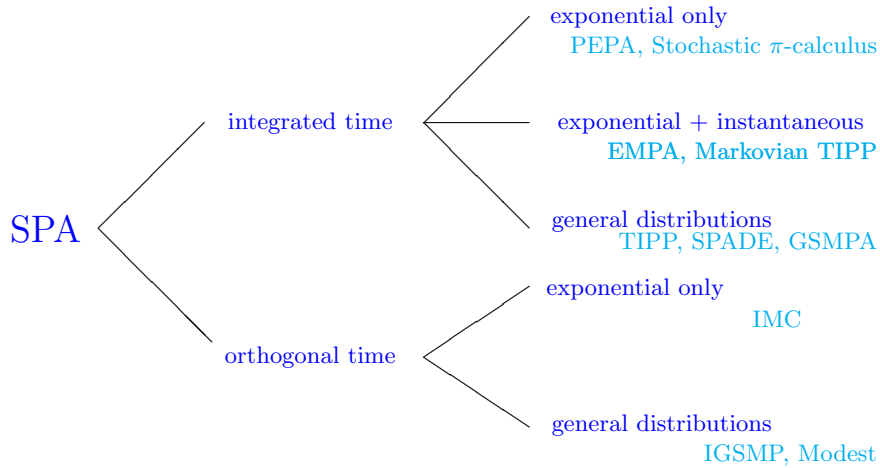 exponential only
PEPA, Stochastic π-calculus
integrated time
exponential + instantaneous
EMPA, Markovian TIPP
SPA
general distributions
TIPP, SPADE, GSMPA
exponential only
IMC
orthogonal time
general distributions
IGSMP, Modest